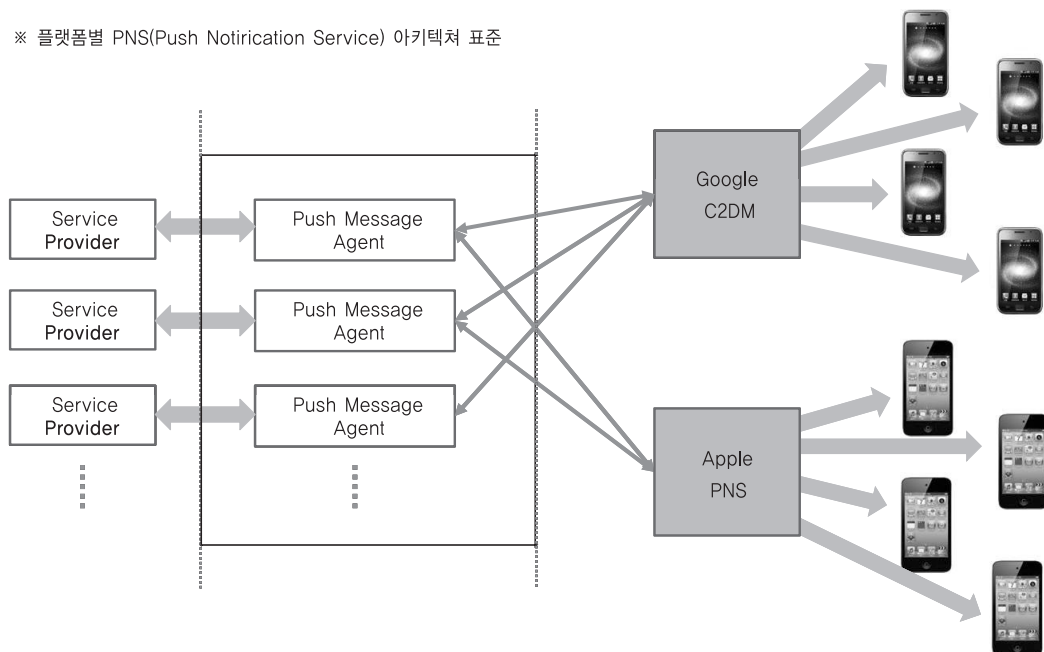 ※ 플랫폼별 PNS(Push Notirication Service) 아키텍쳐 표준
Service
Provider
Push Message
Agent
Google
C2DM
Service
Provider
Push Message
Agent
Service
Provider
Push Message
Agent
Apple
PNS